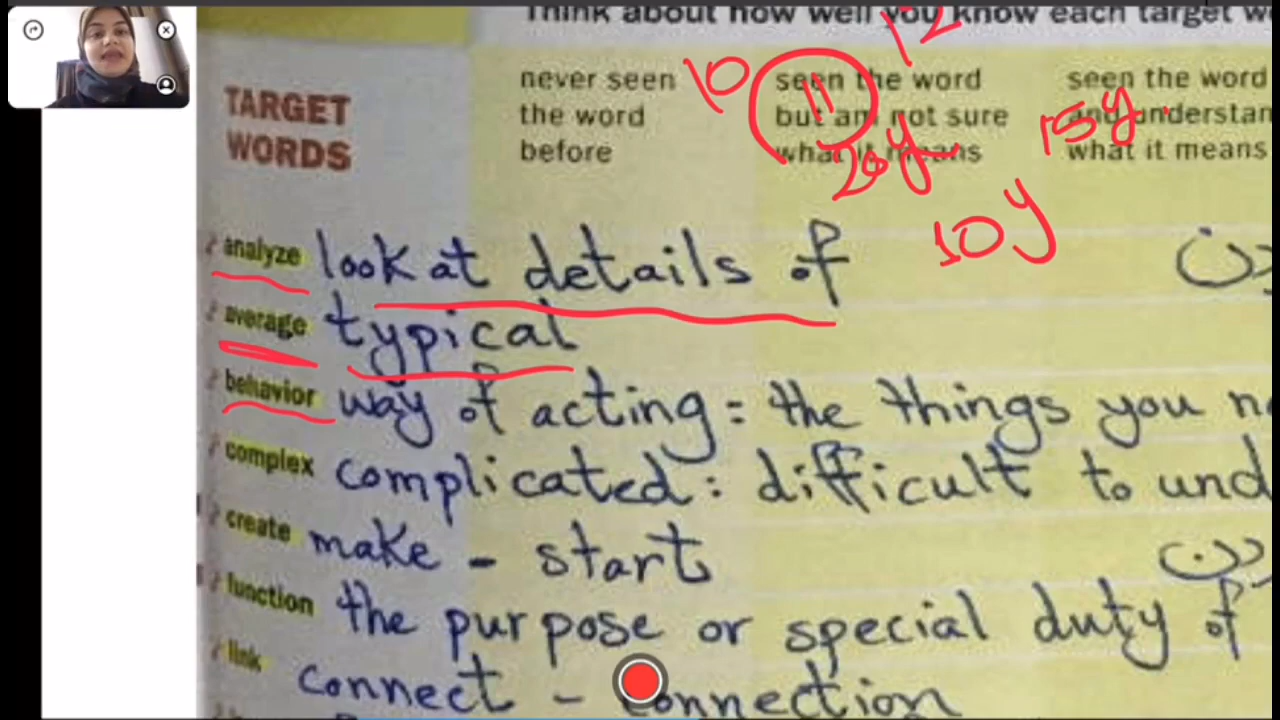 Think about how well you know each target
TARGET WORDS
never seen the word before
seen the word but am not sure what it means
seen the word and understan
what it means
10
11
12
20y
15y.
10y
analyze look at details of
average typical
behavior way of acting = the things you
complex complicated : difficult to und
create make - start
function the purpose or special duty of
link connect - connection